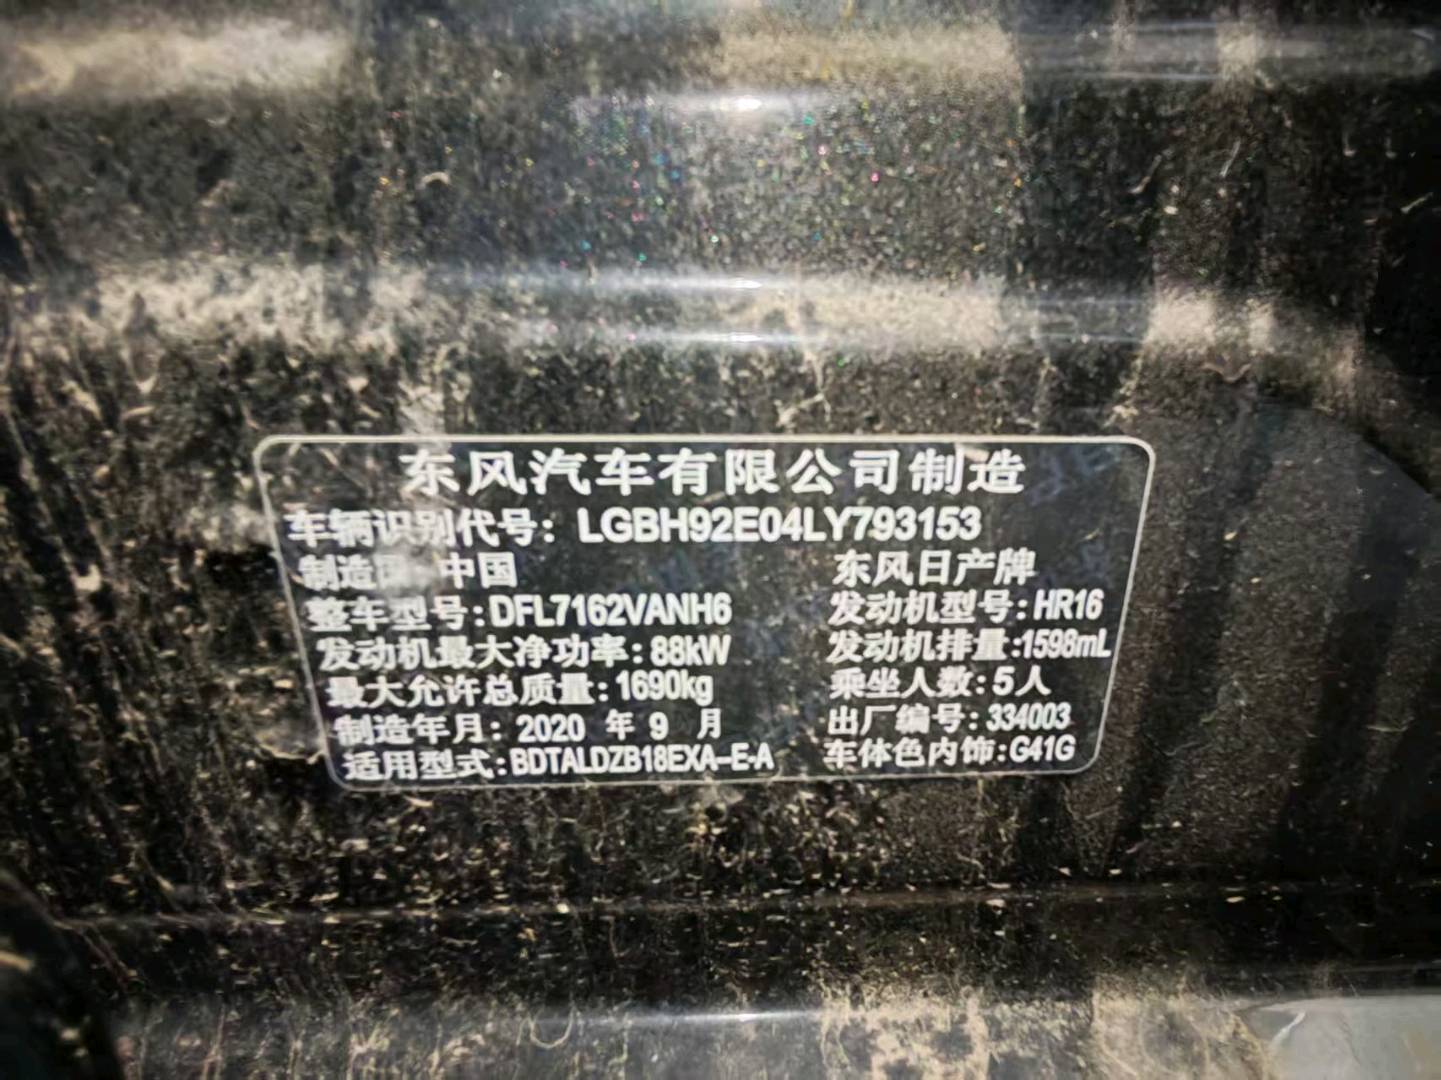 东风汽车有限公司制造
车辆识别代号：LGBH92E04LY793153
制造国 中国 东风日产牌
整车型号：DFL7162VANH6 发动机型号：HR16
发动机最大净功率：88kW 发动机排量：1598mL
最大允许总质量：1690kg 乘坐人数：5人
制造年月：2020 年 9 月 出厂编号：334003
适用型式：BDTALDZB18EXA-E-A 车体色内饰：G41G